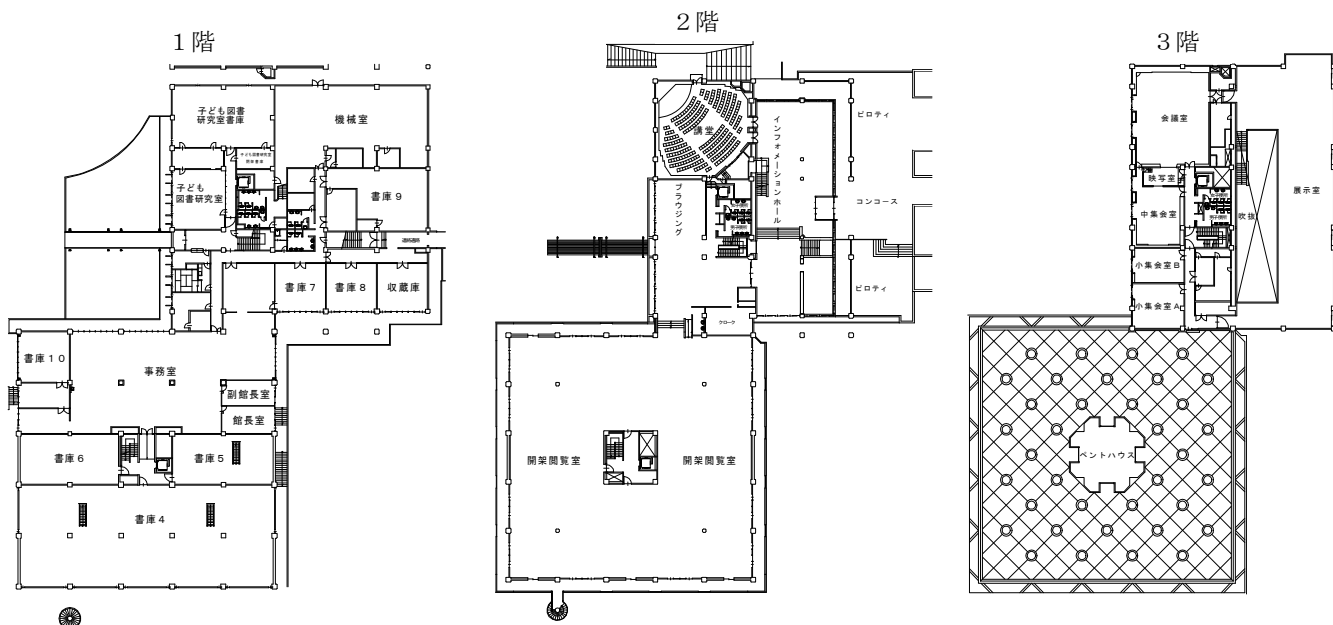 1階
子ども図書
研究室書庫
機械室
子ども
図書研究室
書庫9
書庫7
書庫8
収蔵庫
書庫10
事務室
副館長室
館長室
書庫6
書庫5
書庫4
2階
講堂
インフォメーションホール
ピロティ
ブラウジング
コンコース
ピロティ
クローク
開架閲覧室
開架閲覧室
3階
会議室
映写室
中集会室
吹抜
展示室
小集会室B
小集会室A
ペントハウス